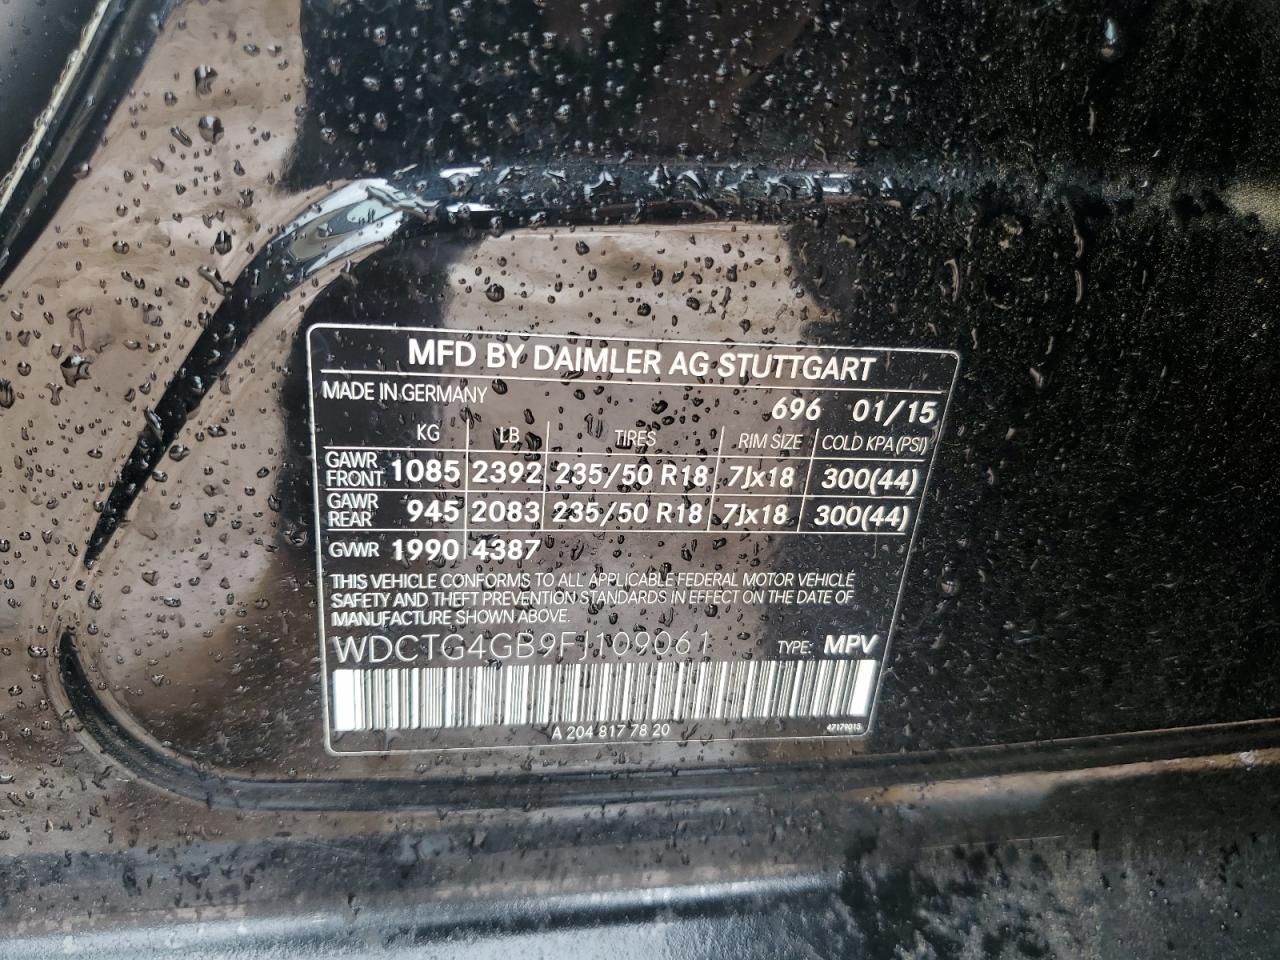 MFD BY DAIMLER AG STUTTGART
MADE IN GERMANY
696 01/15
KG LB TIRES RIM SIZE COLD KPA (PSI)
GAWR FRONT 1085 2392 235/50 R18 7Jx18 300(44)
GAWR REAR 945 2083 235/50 R18 7Jx18 300(44)
GVWR 1990 4387
THIS VEHICLE CONFORMS TO ALL APPLICABLE FEDERAL MOTOR VEHICLE
SAFETY AND THEFT PREVENTION STANDARDS IN EFFECT ON THE DATE OF
MANUFACTURE SHOWN ABOVE.
WDCTG4GB9FJ109061 TYPE: MPV
A 204 817 78 20 47179015